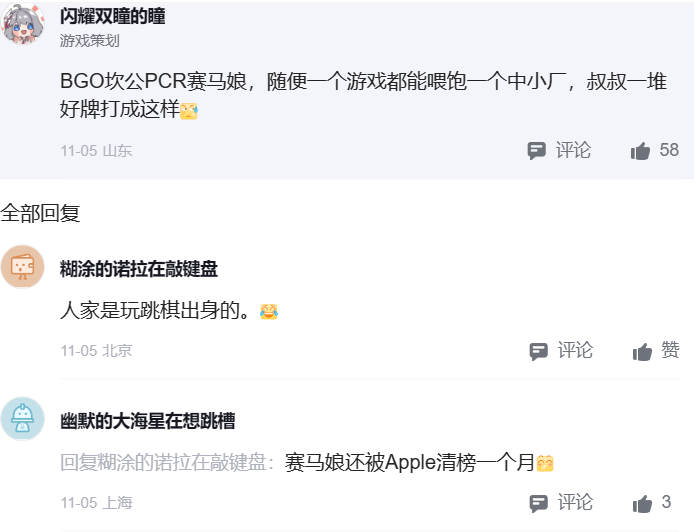 闪耀双瞳的瞳
游戏策划
BGO坎公PCR赛马娘，随便一个游戏都能喂饱一个中小厂，叔叔一堆
好牌打成这样
11-05 山东 评论 58
全部回复
糊涂的诺拉在敲键盘
人家是玩跳棋出身的。
11-05 北京 评论 赞
幽默的大海星在想跳槽
回复糊涂的诺拉在敲键盘：赛马娘还被Apple清榜一个月
11-05 上海 评论 3